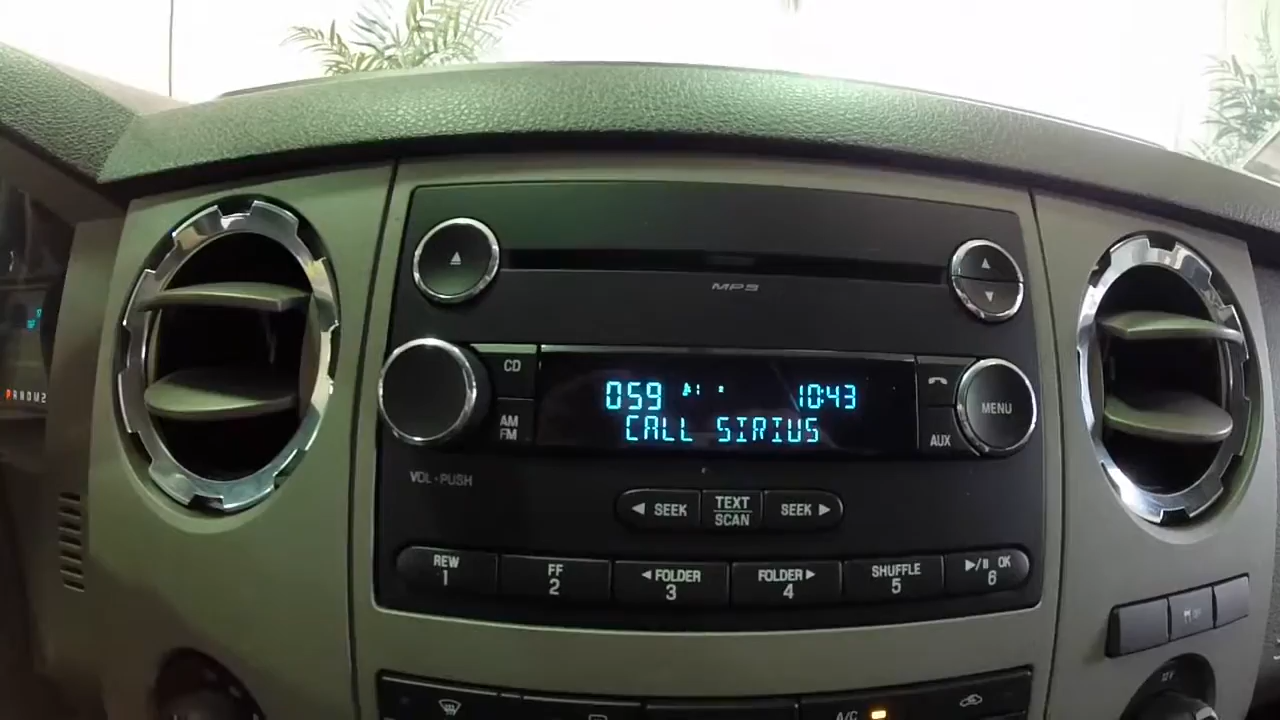 MP3
CD
059 10:43
CALL SIRIUS
MENU
AM
FM
AUX
VOL-PUSH
SEEK
TEXT
SCAN
SEEK
REW
1
FF
2
FOLDER
3
FOLDER
4
SHUFFLE
5
OK
6
A/C
12V